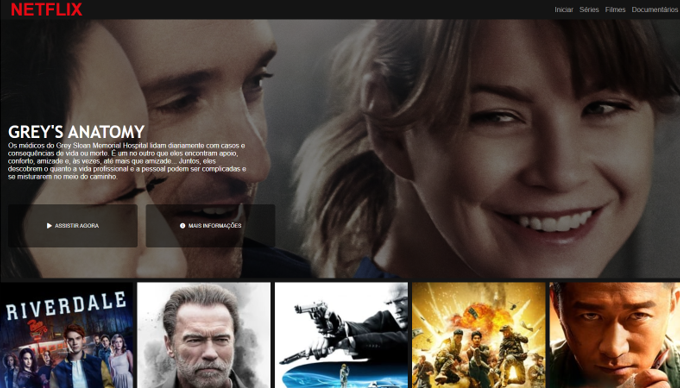 NETFLIX
Iniciar Séries Filmes Documentários
GREY'S ANATOMY
Os médicos do Grey Sloan Memorial Hospital lidam diariamente com casos e
consequências de vida ou morte. É um no outro que eles encontram apoio,
conforto, amizade e, às vezes, até mais que amizade... Juntos, eles
descobrem o quanto a vida profissional e a pessoal podem ser complicadas e
se misturarem no meio do caminho.
ASSISTIR AGORA
MAIS INFORMAÇÕES
RIVERDALE